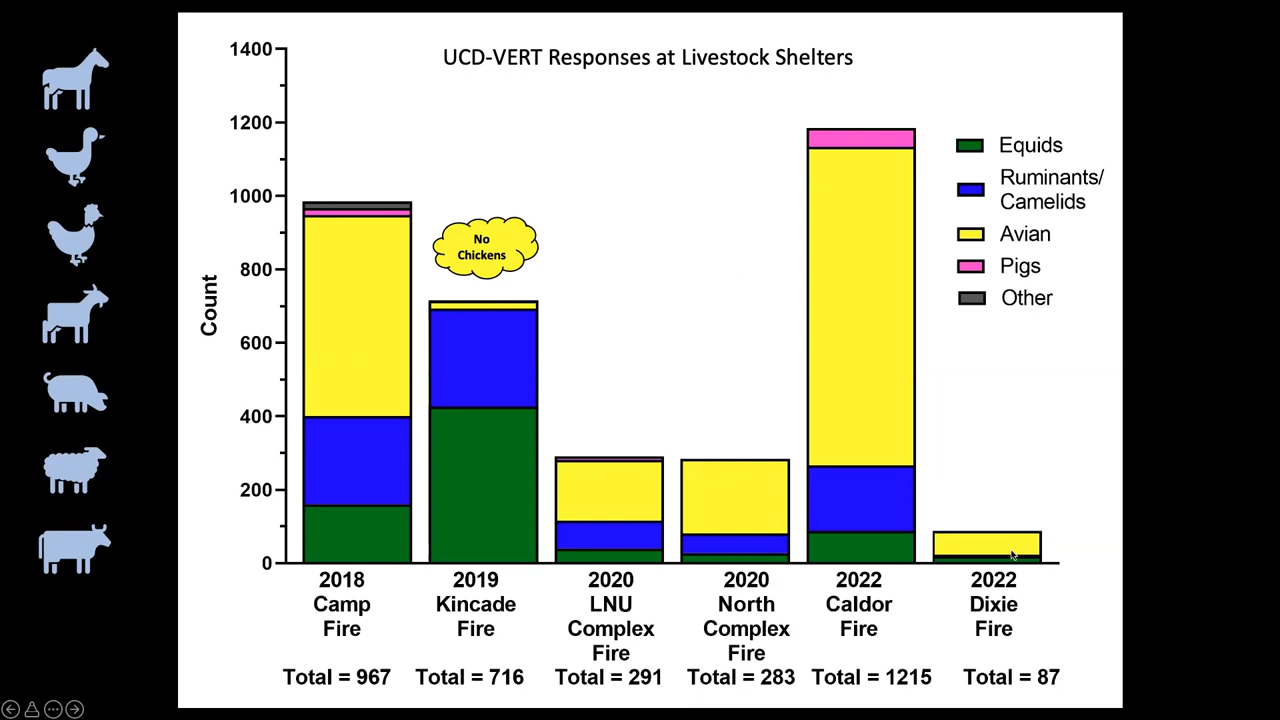 UCD-VERT Responses at Livestock Shelters
1400
1200
1000
800
600
400
200
0
Count
No
Chickens
Equids
Ruminants/
Camelids
Avian
Pigs
Other
2018
Camp
Fire
2019
Kincade
Fire
2020
LNU
Complex
Fire
2020
North
Complex
Fire
2022
Caldor
Fire
2022
Dixie
Fire
Total = 967 Total = 716 Total = 291 Total = 283 Total = 1215 Total = 87